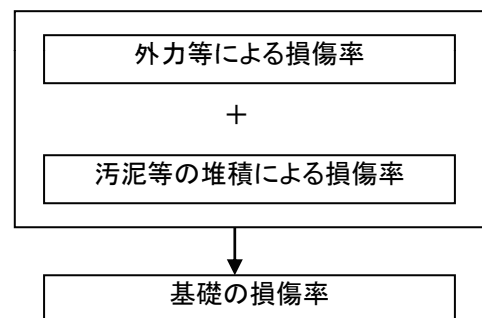 外力等による損傷率
＋
汚泥等の堆積による損傷率
基礎の損傷率